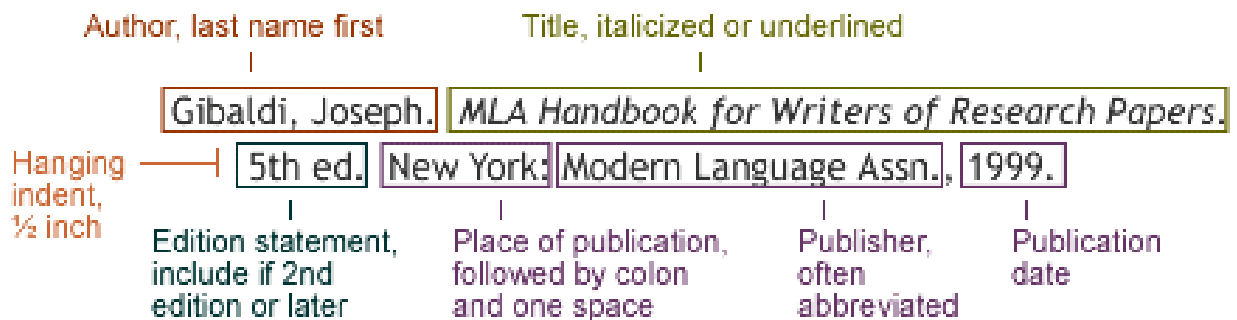 Author, last name first
Title, italicized or underlined
Gibaldi, Joseph. MLA Handbook for Writers of Research Papers.
Hanging
indent,
½ inch
5th ed. New York: Modern Language Assn., 1999.
Edition statement,
include if 2nd
edition or later
Place of publication,
followed by colon
and one space
Publisher,
often
abbreviated
Publication
date